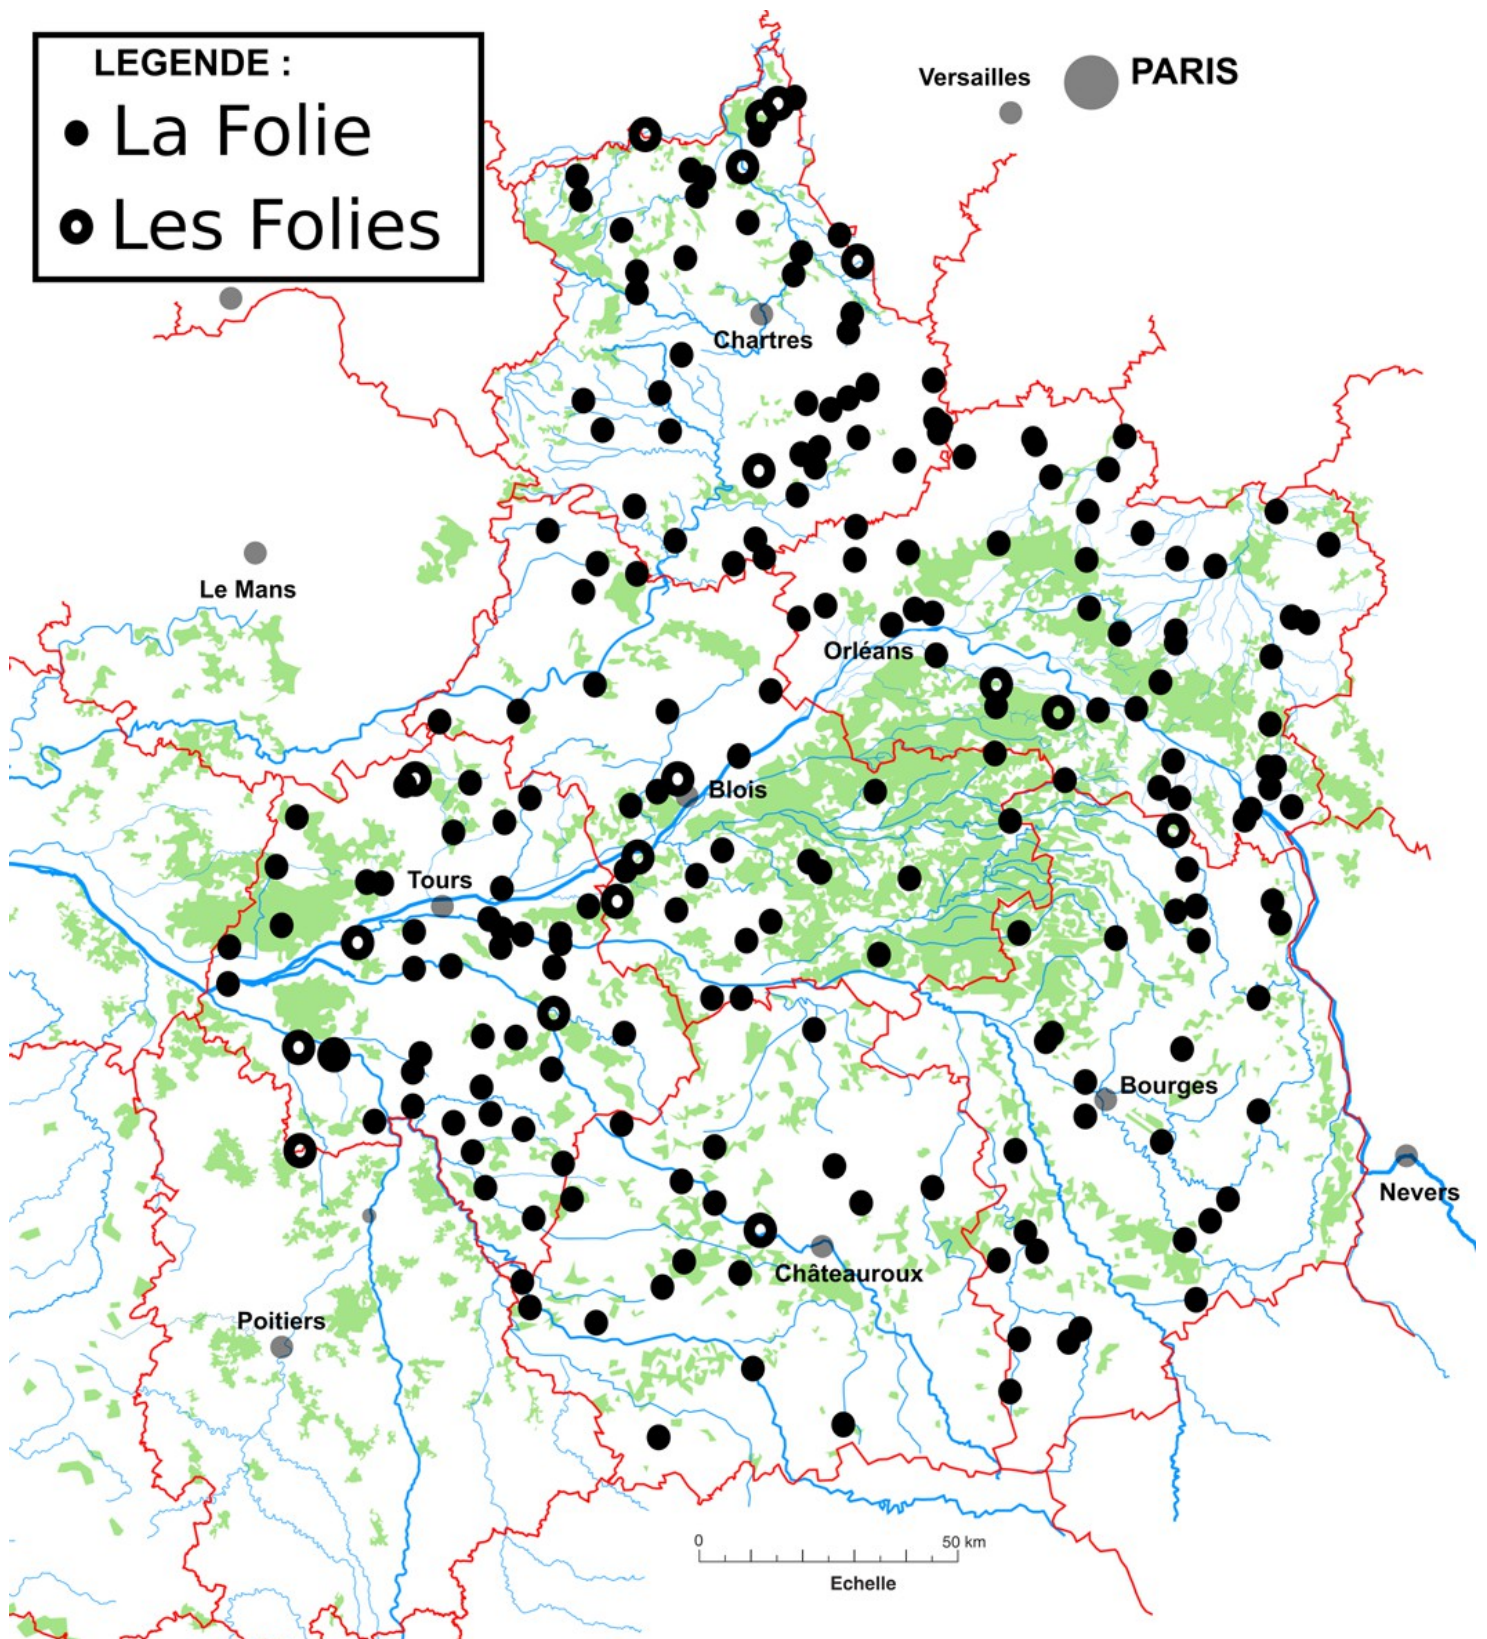 LEGENDE :
La Folie
Les Folies
Versailles
PARIS
Chartres
Le Mans
Orléans
Blois
Tours
Bourges
Nevers
Châteauroux
Poitiers
0 50 km
Echelle